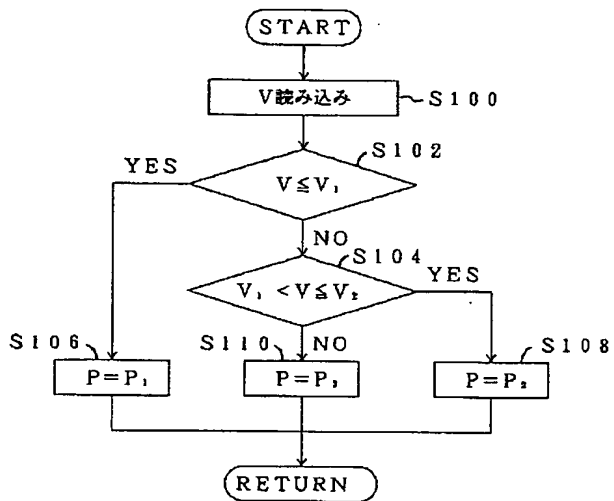 START
V読み込み
S100
S102
YES
V≦V₁
NO
S104
YES
V₁<V≦V₂
S106
S110
NO
S108
P=P₁
P=P₃
P=P₂
RETURN